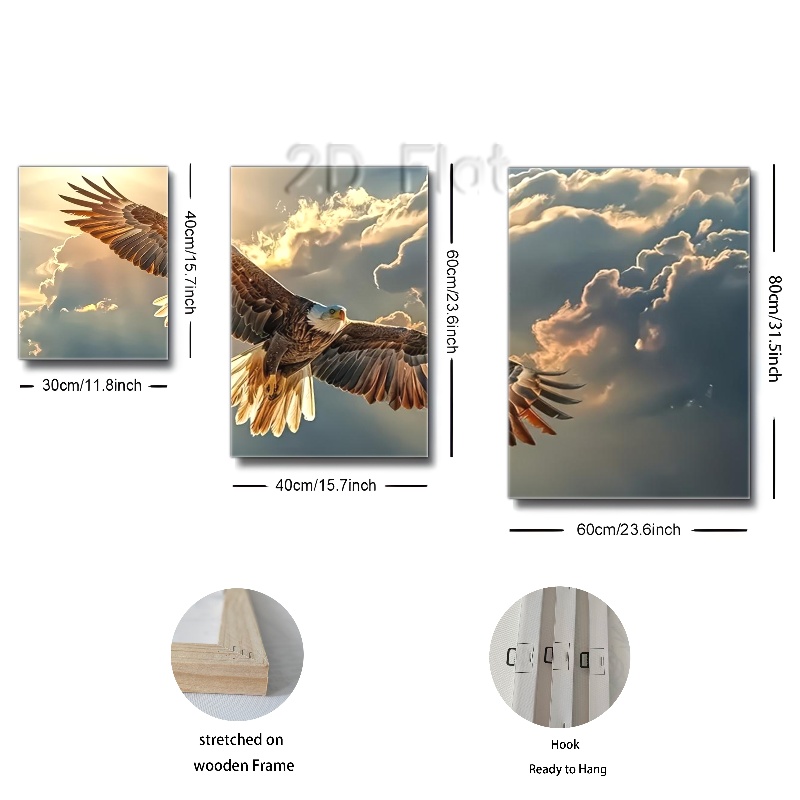 2D Flat
40cm/15.7inch
30cm/11.8inch
60cm/23.6inch
40cm/15.7inch
80cm/31.5inch
60cm/23.6inch
stretched on
wooden Frame
Hook
Ready to Hang